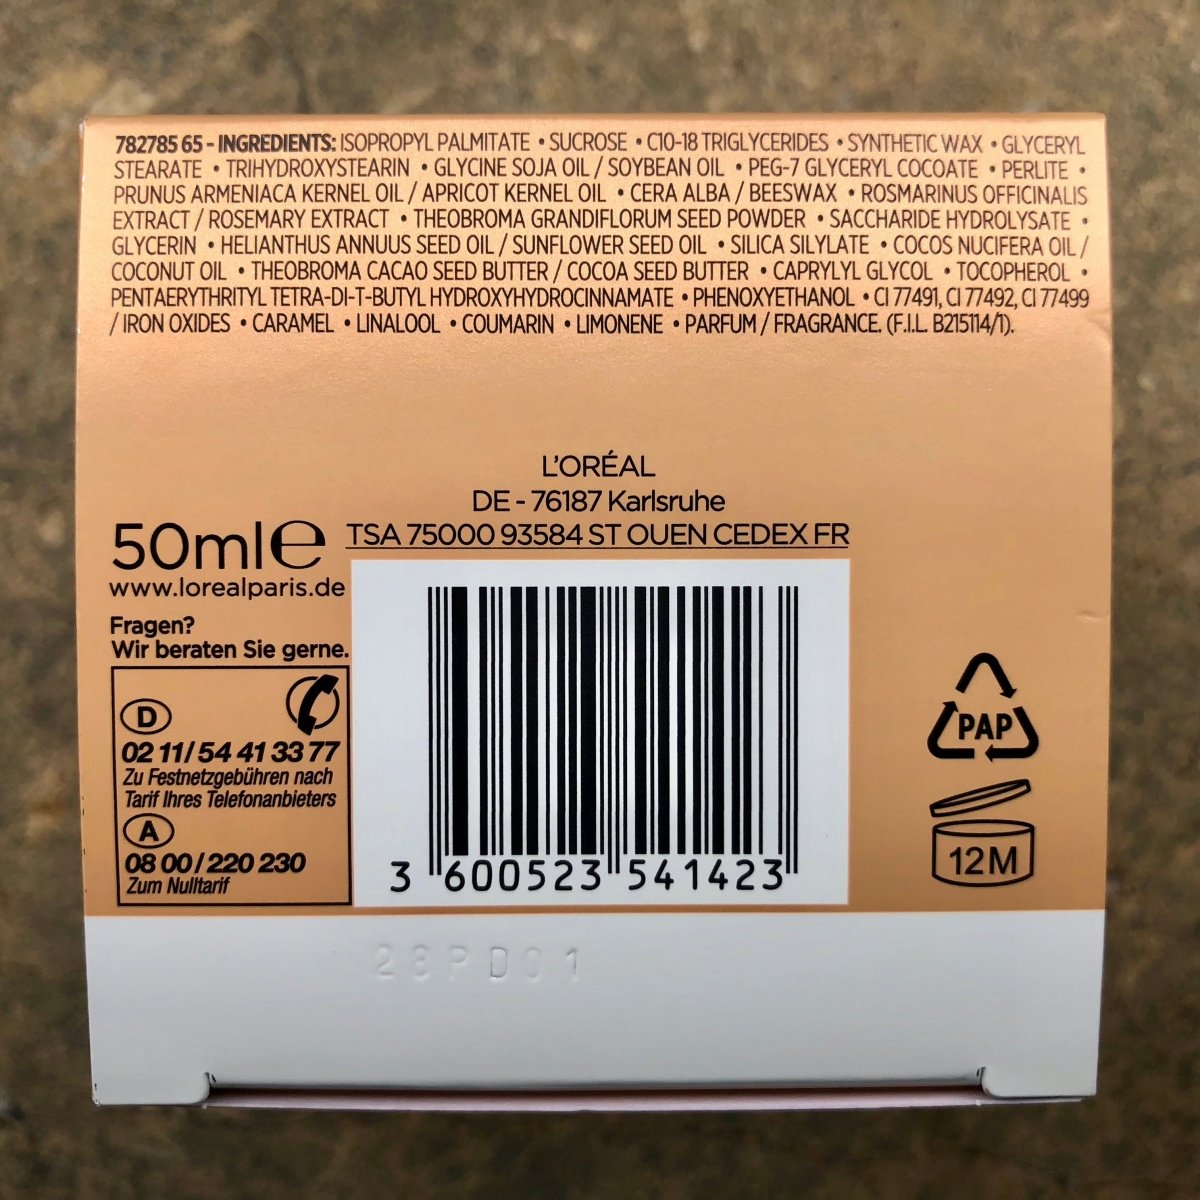 782785 65 - INGREDIENTS: ISOPROPYL PALMITATE • SUCROSE • C10-18 TRIGLYCERIDES • SYNTHETIC WAX • GLYCERYL
STEARATE • TRIHYDROXYSTEARIN • GLYCINE SOJA OIL / SOYBEAN OIL • PEG-7 GLYCERYL COCOATE • PERLITE •
PRUNUS ARMENIACA KERNEL OIL / APRICOT KERNEL OIL • CERA ALBA / BEESWAX • ROSMARINUS OFFICINALIS
EXTRACT / ROSEMARY EXTRACT • THEOBROMA GRANDIFLORUM SEED POWDER • SACCHARIDE HYDROLYSATE •
GLYCERIN • HELIANTHUS ANNUUS SEED OIL / SUNFLOWER SEED OIL • SILICA SILYLATE • COCOS NUCIFERA OIL /
COCONUT OIL • THEOBROMA CACAO SEED BUTTER / COCOA SEED BUTTER • CAPRYLYL GLYCOL • TOCOPHEROL •
PENTAERYTHRITYL TETRA-DI-T-BUTYL HYDROXYHYDROCINNAMATE • PHENOXYETHANOL • CI 77491, CI 77492, CI 77499
/ IRON OXIDES • CARAMEL • LINALOOL • COUMARIN • LIMONENE • PARFUM / FRAGRANCE. (F.I.L. B215114/1).
L'ORÉAL
DE - 76187 Karlsruhe
TSA 75000 93584 ST OUEN CEDEX FR
50ml e
www.lorealparis.de
Fragen?
Wir beraten Sie gerne.
D
02 11/54 41 33 77
Zu Festnetzgebühren nach
Tarif Ihres Telefonanbieters
A
08 00/220 230
Zum Nulltarif
3 600523 541423
PAP
12M
28PD01